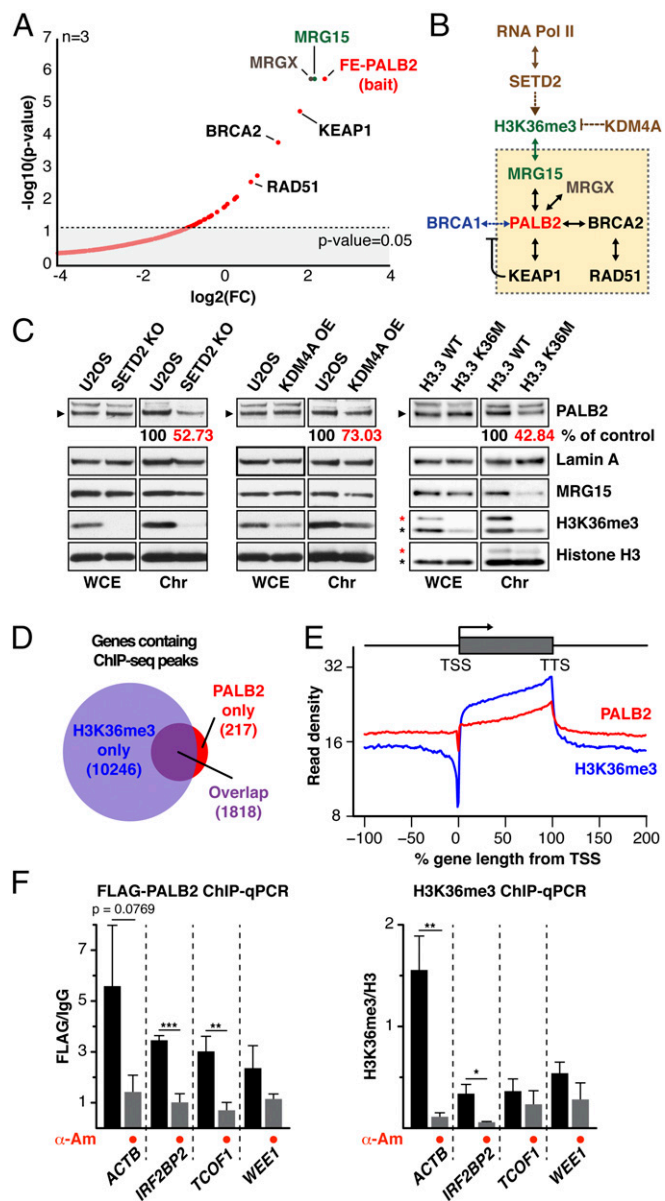 A
n=3
-log10(p-value)
7
6
5
4
3
2
1
0
-4
-2
0
2
4
log2(FC)
MRG15
MRGX
FE-PALB2
(bait)
KEAP1
BRCA2
RAD51
p-value=0.05
B
RNA Pol II
SETD2
H3K36me3
KDM4A
MRG15
MRGX
BRCA1
PALB2
BRCA2
KEAP1
RAD51
C
U2OS
SETD2 KO
U2OS
SETD2 KO
U2OS
KDM4A OE
U2OS
KDM4A OE
H3.3 WT
H3.3 K36M
H3.3 WT
H3.3 K36M
PALB2
100 52.73
100 73.03
100 42.84
% of control
Lamin A
MRG15
* H3K36me3
*
* Histone H3
*
WCE Chr
WCE Chr
WCE Chr
D
Genes containg
ChIP-seq peaks
H3K36me3
only
(10246)
PALB2
only
(217)
Overlap
(1818)
E
TSS TTS
Read density
32
16
8
PALB2
H3K36me3
−100 −50 0 50 100 150 200
% gene length from TSS
F
FLAG-PALB2 ChIP-qPCR
p = 0.0769
FLAG/IgG
7
5
3
1
***
**
α-Am
ACTB
IRF2BP2
TCOF1
WEE1
H3K36me3 ChIP-qPCR
H3K36me3/H3
2
1
0
**
*
α-Am
ACTB
IRF2BP2
TCOF1
WEE1